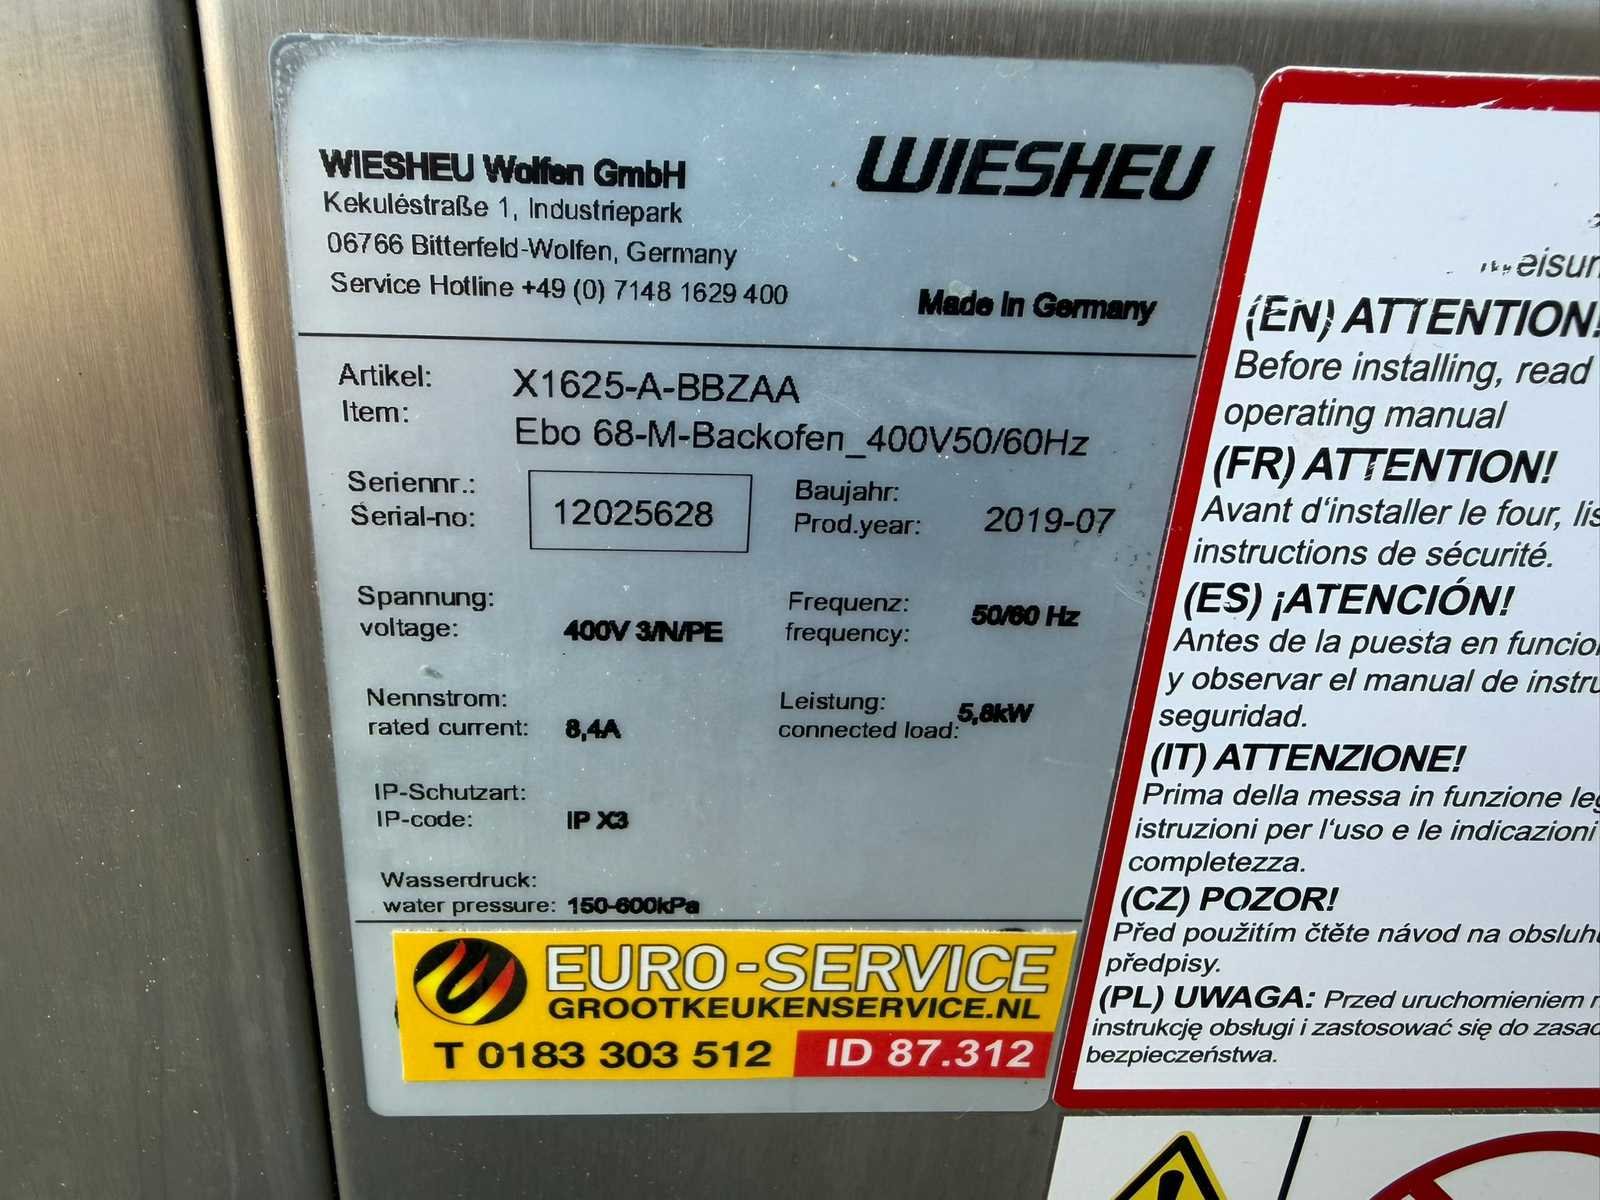 WIESHEU Wolfen GmbH
Kekuléstraße 1, Industriepark
06766 Bitterfeld-Wolfen, Germany
Service Hotline +49 (0) 7148 1629 400
WIESHEU
Made in Germany
Artikel: X1625-A-BBZAA
Item: Ebo 68-M-Backofen_400V50/60Hz
Seriennr.:
Serial-no: 12025628
Baujahr:
Prod.year: 2019-07
Spannung:
voltage: 400V 3/N/PE
Frequenz:
frequency: 50/60 Hz
Nennstrom:
rated current: 8,4A
Leistung:
connected load: 5,8kW
IP-Schutzart:
IP-code: IP X3
Wasserdruck:
water pressure: 150-600kPa
EURO-SERVICE
GROOTKEUKENSERVICE.NL
T 0183 303 512 ID 87.312
(EN) ATTENTION!
Before installing, read
operating manual
(FR) ATTENTION!
Avant d'installer le four, lis
instructions de sécurité.
(ES) ¡ATENCIÓN!
Antes de la puesta en funcio
y observar el manual de instru
seguridad.
(IT) ATTENZIONE!
Prima della messa in funzione leg
istruzioni per l'uso e le indicazioni
completezza.
(CZ) POZOR!
Před použitím čtěte návod na obsluhu
předpisy.
(PL) UWAGA: Przed uruchomieniem
instrukcję obsługi i zastosować się do zasad
bezpieczeństwa.